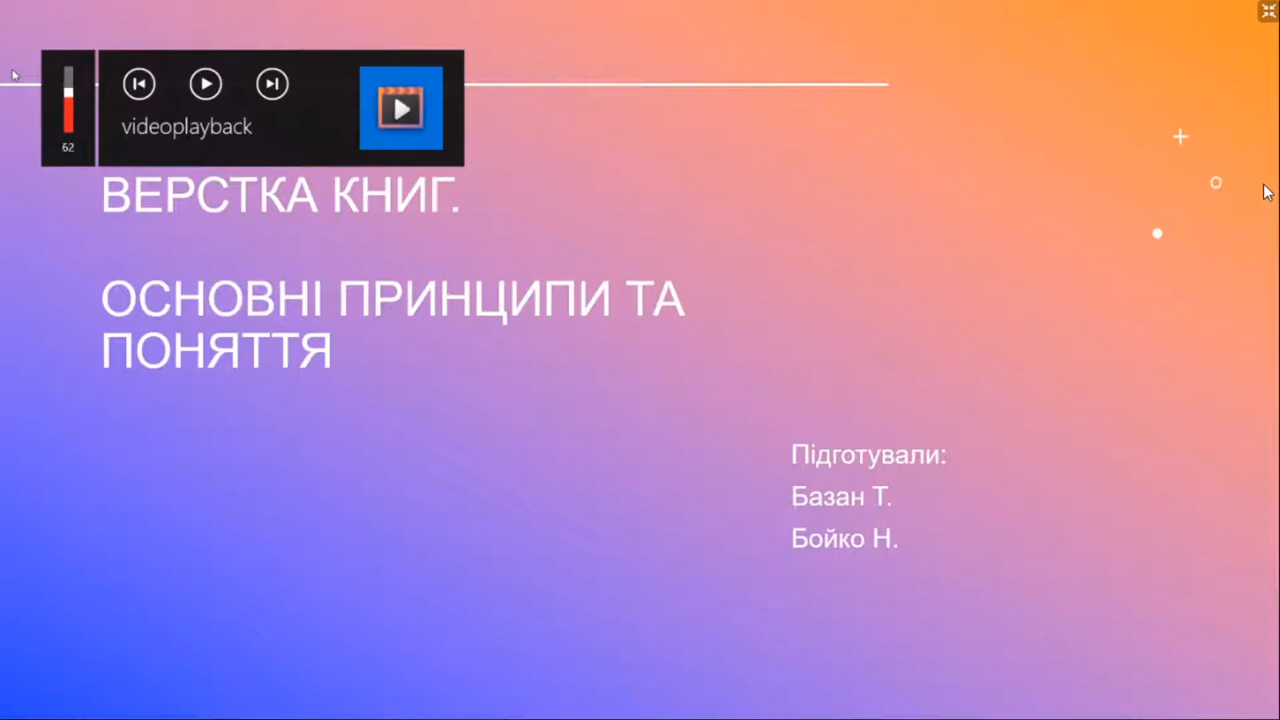 62
videoplayback
ВЕРСТКА КНИГ.
ОСНОВНІ ПРИНЦИПИ ТА
ПОНЯТТЯ
Підготували:
Базан Т.
Бойко Н.